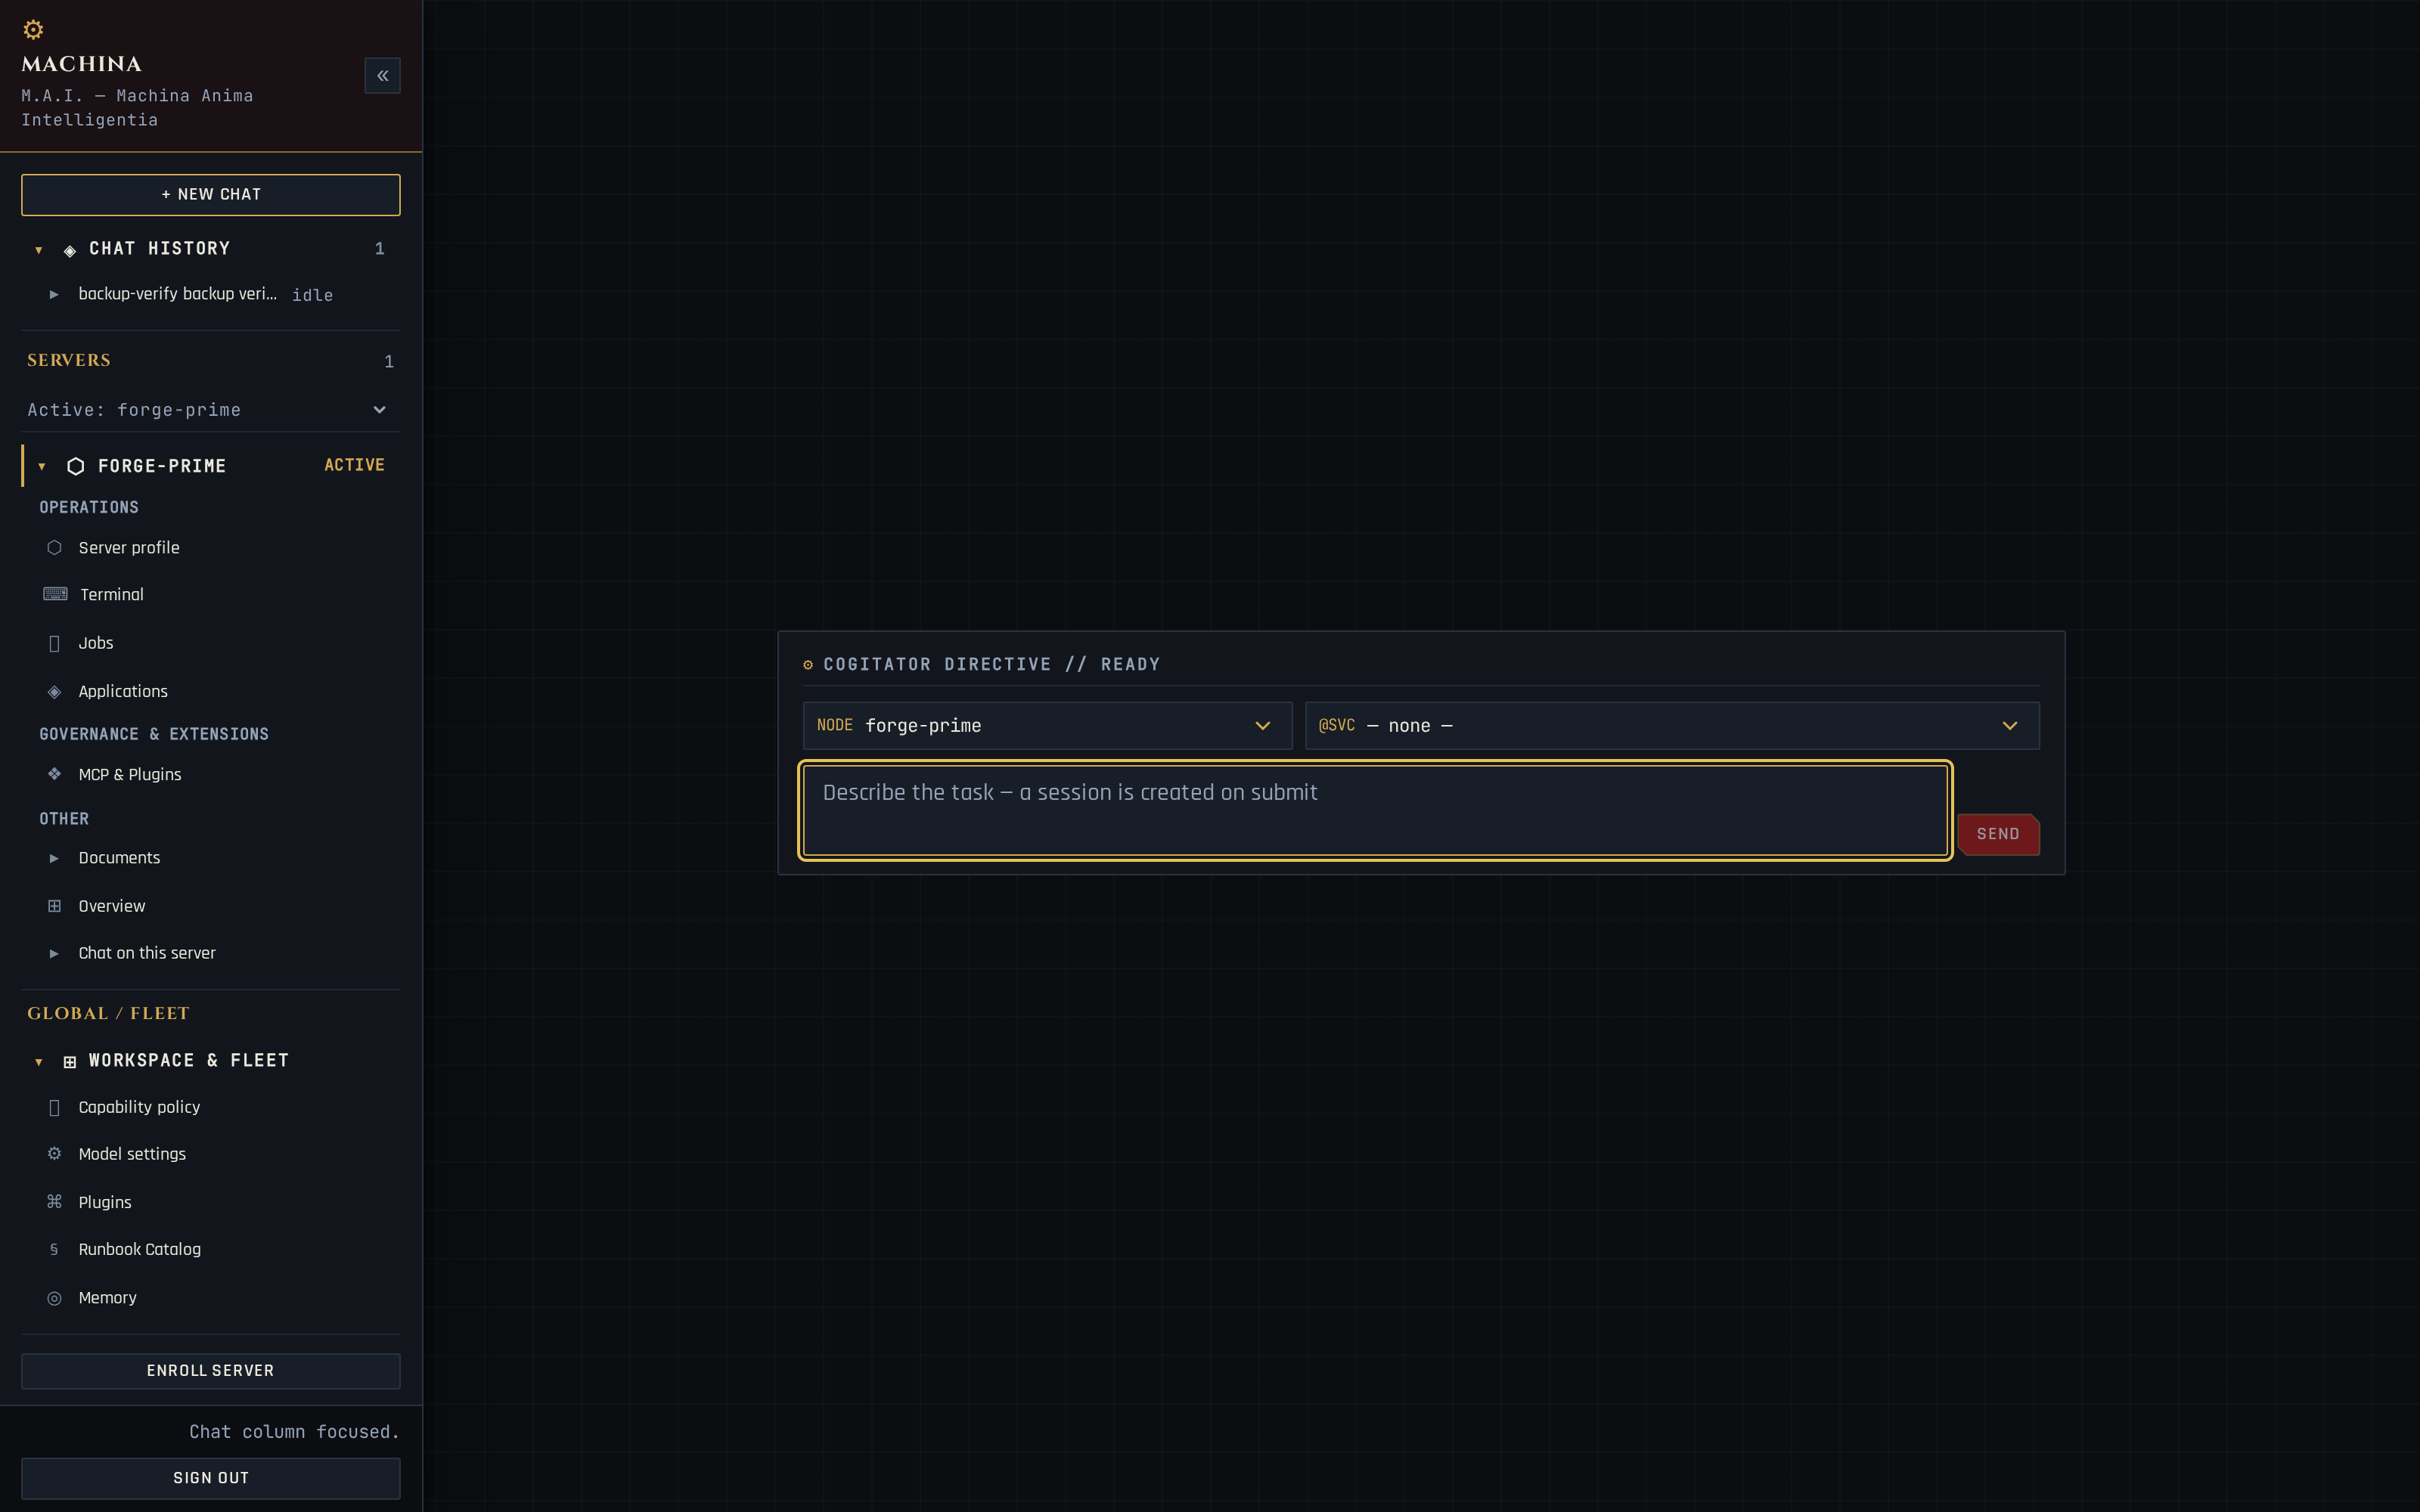 MACHINA
M.A.I. — Machina Anima
Intelligentia
«
+ NEW CHAT
CHAT HISTORY 1
backup-verify backup veri... idle
SERVERS 1
Active: forge-prime
FORGE-PRIME ACTIVE
OPERATIONS
Server profile
Terminal
Jobs
Applications
GOVERNANCE & EXTENSIONS
MCP & Plugins
OTHER
Documents
Overview
Chat on this server
GLOBAL / FLEET
WORKSPACE & FLEET
Capability policy
Model settings
⌘ Plugins
§ Runbook Catalog
Memory
ENROLL SERVER
Chat column focused.
SIGN OUT
COGITATOR DIRECTIVE // READY
NODE forge-prime
@SVC — none —
Describe the task — a session is created on submit
SEND